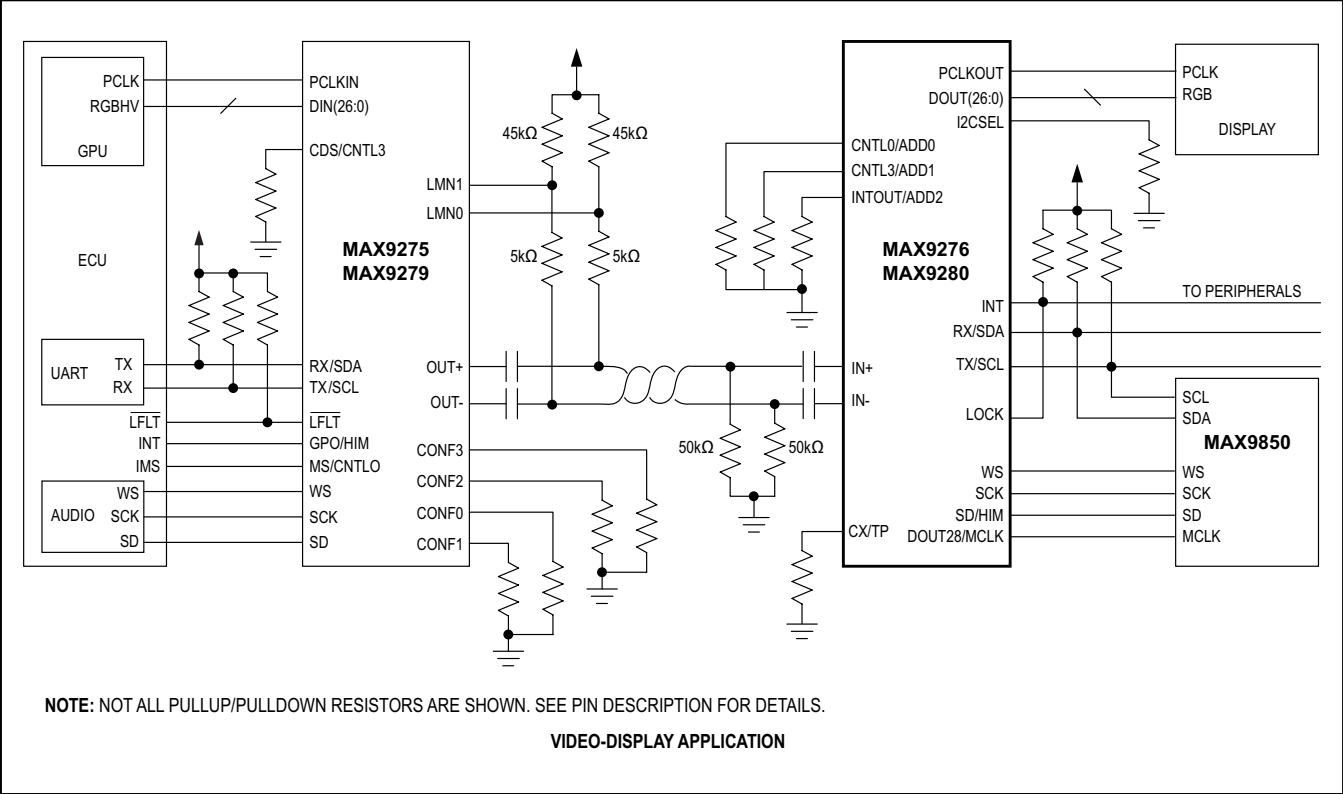 PCLK
RGBHV
GPU
ECU
UART
TX
RX
LFLT
INT
IMS
AUDIO
WS
SCK
SD
PCLKIN
DIN(26:0)
CDS/CNTL3
LMN1
LMN0
MAX9275
MAX9279
RX/SDA
TX/SCL
LFLT
GPO/HIM
MS/CNTLO
WS
SCK
SD
OUT+
OUT-
CONF3
CONF2
CONF0
CONF1
45kΩ
45kΩ
5kΩ
5kΩ
50kΩ
50kΩ
PCLKOUT
DOUT(26:0)
I2CSEL
CNTL0/ADD0
CNTL3/ADD1
INTOUT/ADD2
MAX9276
MAX9280
INT
RX/SDA
TX/SCL
IN+
IN-
LOCK
WS
SCK
SD/HIM
CX/TP
DOUT28/MCLK
PCLK
RGB
DISPLAY
TO PERIPHERALS
SCL
SDA
MAX9850
WS
SCK
SD
MCLK
NOTE: NOT ALL PULLUP/PULLDOWN RESISTORS ARE SHOWN. SEE PIN DESCRIPTION FOR DETAILS.
VIDEO-DISPLAY APPLICATION